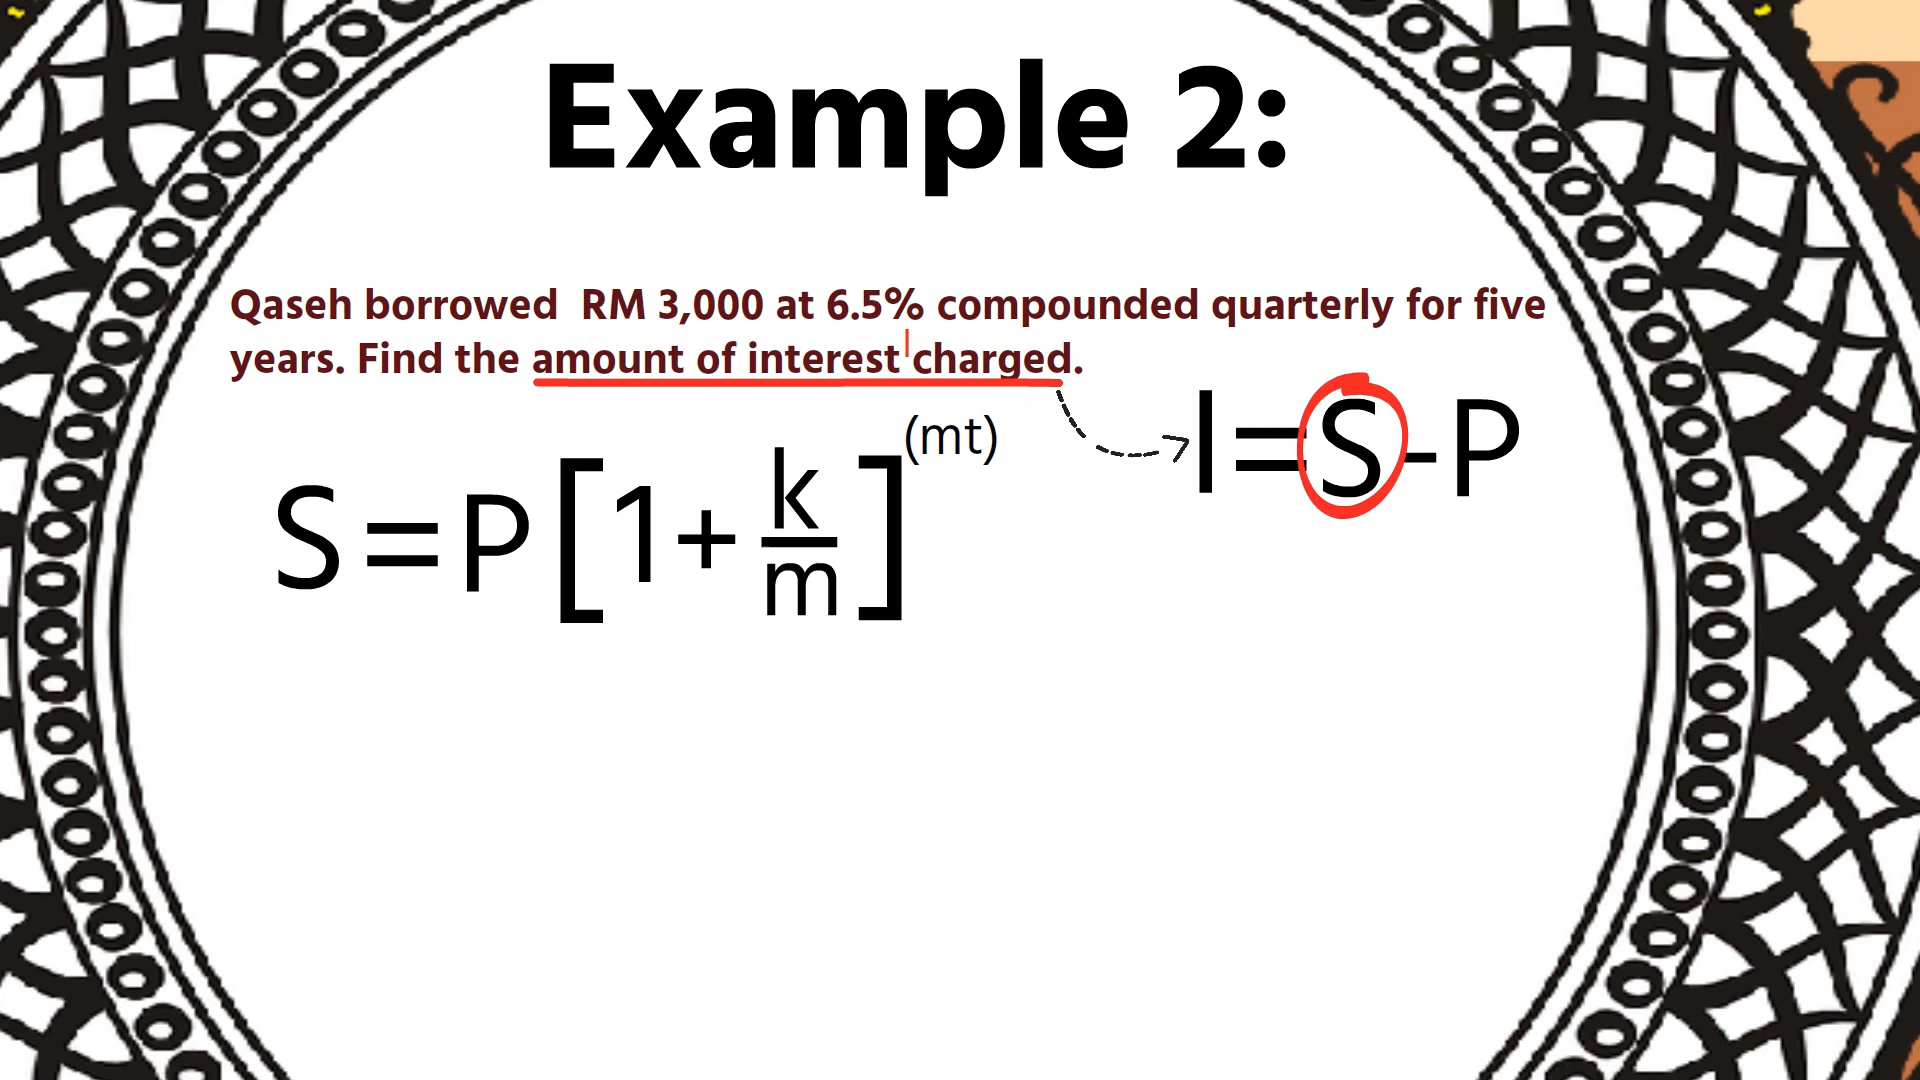 Example 2:
Qaseh borrowed RM 3,000 at 6.5% compounded quarterly for five
years. Find the amount of interest charged.
I=S-P
S=P[1+k/m]^(mt)